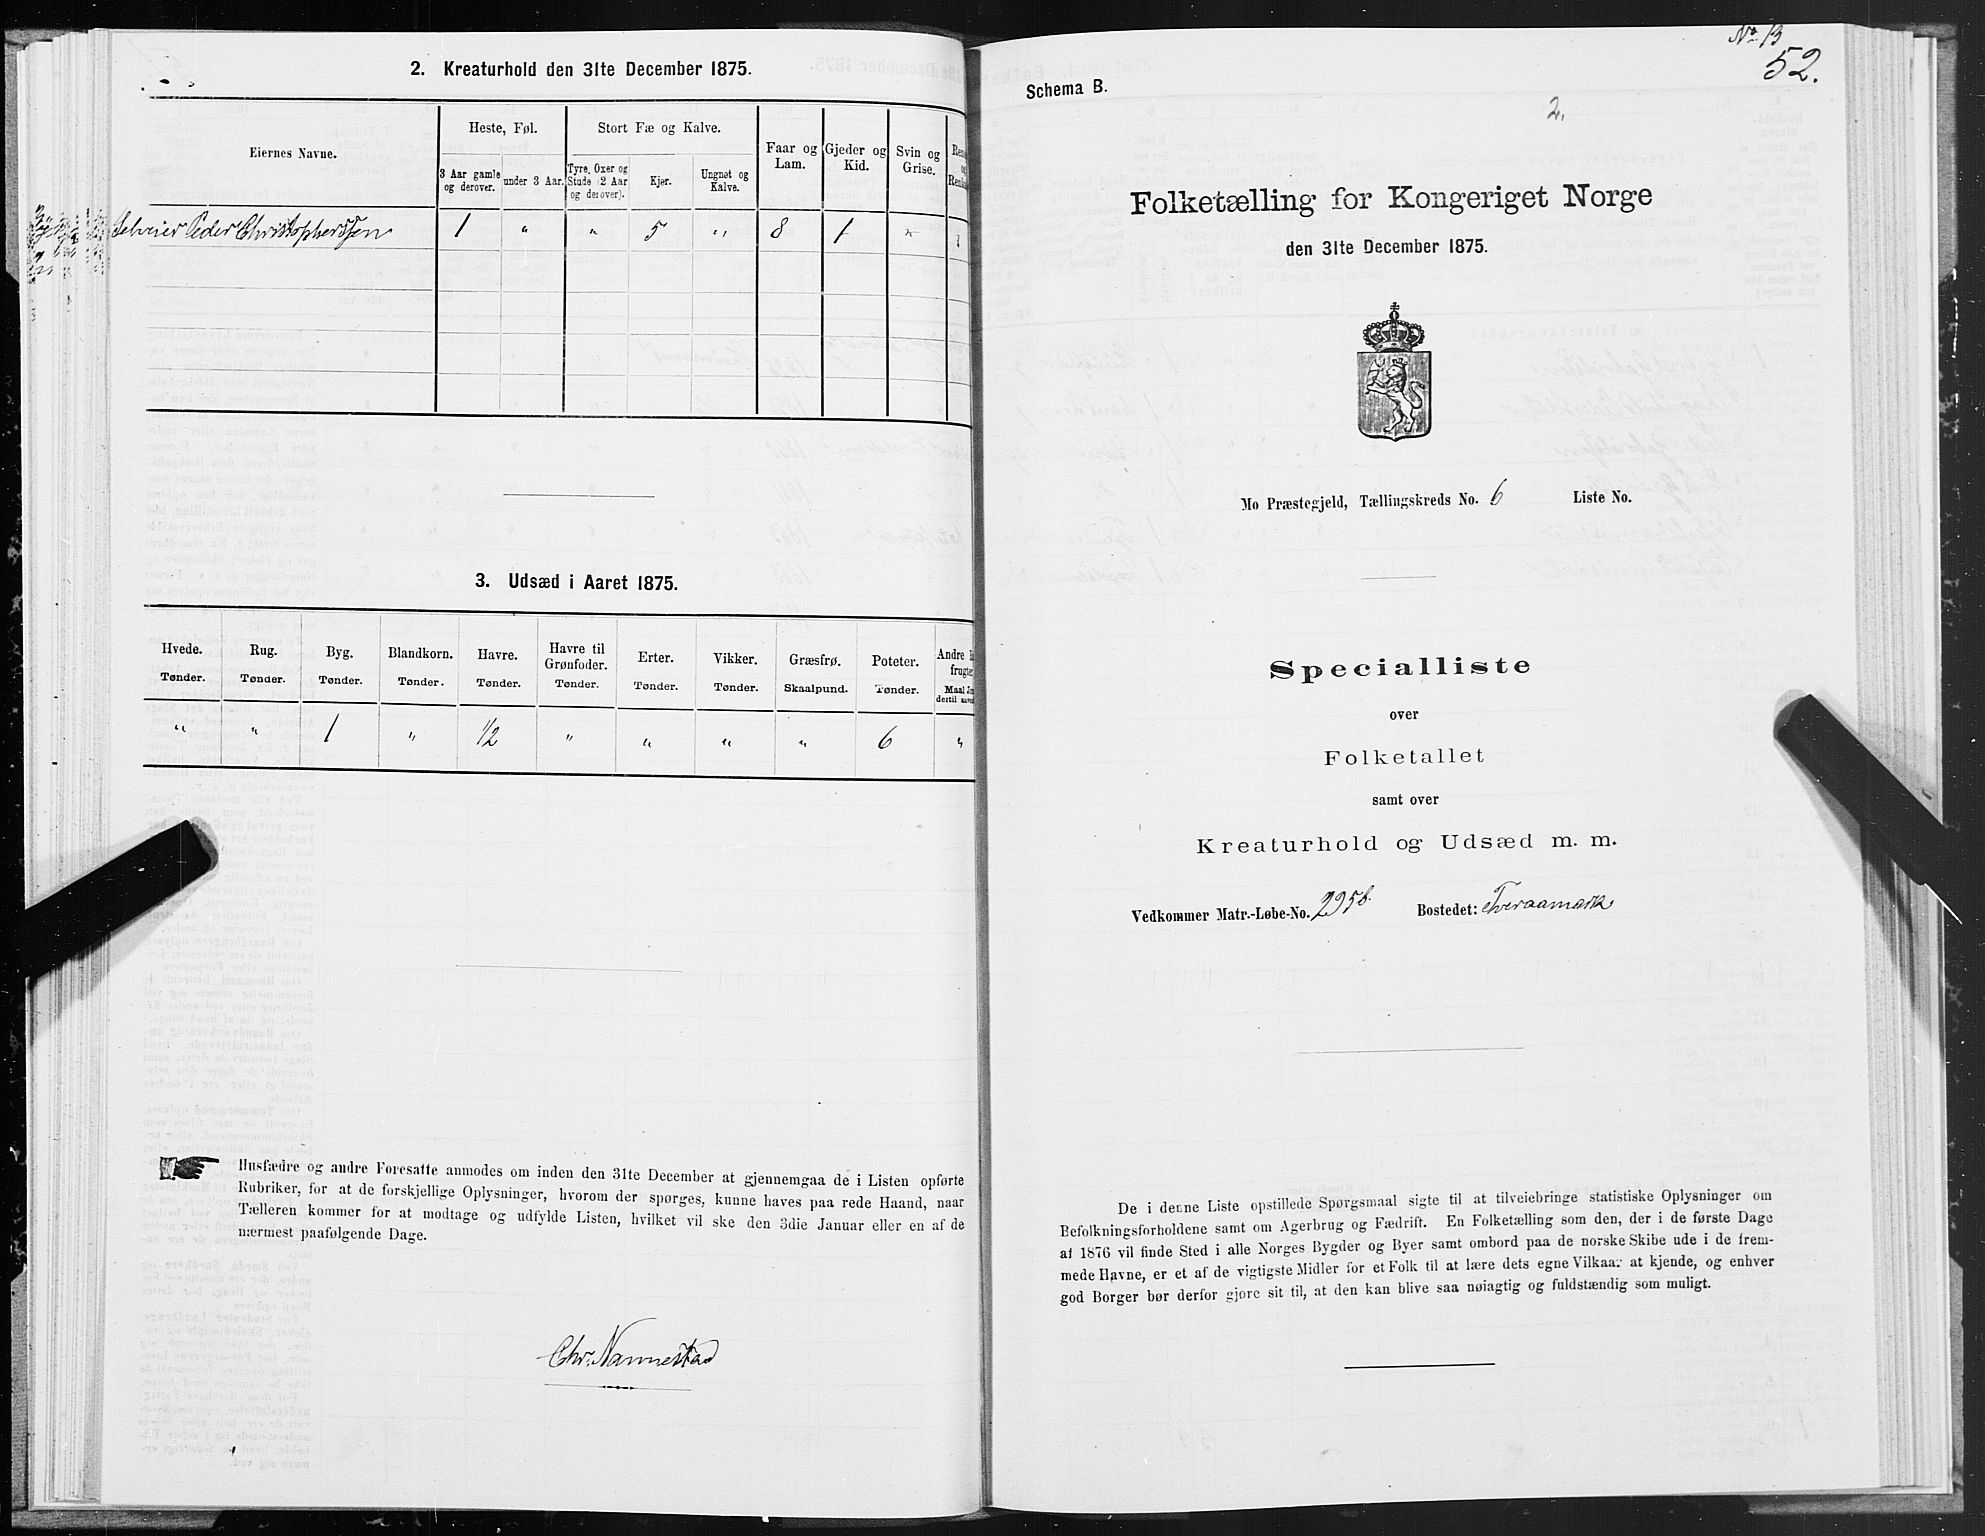 2. Kreaturhold den 31te December 1875.
Eiernes Navne.
Heste, Føl.
Stort Fæ og Kalve.
Faar og Lam.
Gjeder og Kid.
Svin og Grise.
3 Aar gamle og derover.
under 3 Aar.
Tyre, Oxer og Stude (2 Aar og derover).
Kjør.
Ungnøt og Kalve.
Selveier Peder Christophersen 1 " " 5 " 8 1 "
3. Udsæd i Aaret 1875.
Hvede. Rug. Byg. Blandkorn. Havre. Havre til Grønfoder. Erter. Vikker. Græsfrø. Poteter. Andre
Tønder. Tønder. Tønder. Tønder. Tønder. Tønder. Tønder. Tønder. Skaalpund. Tønder.
" " 1 " 1/2 " " " " 6 "
Husfædre og andre Foresatte anmodes om inden den 31te December at gjennemgaa de i Listen opførte
Rubriker, for at de forskjellige Oplysninger, hvorom der spørges, kunne haves paa rede Haand, naar
Tælleren kommer for at modtage og udfylde Listen, hvilket vil ske den 3die Januar eller en af de
nærmest paafølgende Dage.
Chr. Nannestad
No. 13
52.
Schema B.
2.
Folketælling for Kongeriget Norge
den 31te December 1875.
Mo Præstegjeld, Tællingskreds No. 6 Liste No.
Specialliste
over
Folketallet
samt over
Kreaturhold og Udsæd m. m.
Vedkommer Matr.-Løbe-No. 295b. Bostedet: Tveraamark
De i denne Liste opstillede Spørgsmaal sigte til at tilveiebringe statistiske Oplysninger om
Befolkningsforholdene samt om Agerbrug og Fædrift. En Folketælling som den, der i de første Dage
af 1876 vil finde Sted i alle Norges Bygder og Byer samt ombord paa de norske Skibe ude i de frem-
mede Havne, er et af de vigtigste Midler for et Folk til at lære dets egne Vilkaar at kjende, og enhver
god Borger bør derfor gjøre sit til, at den kan blive saa nøiagtig og fuldstændig som muligt.